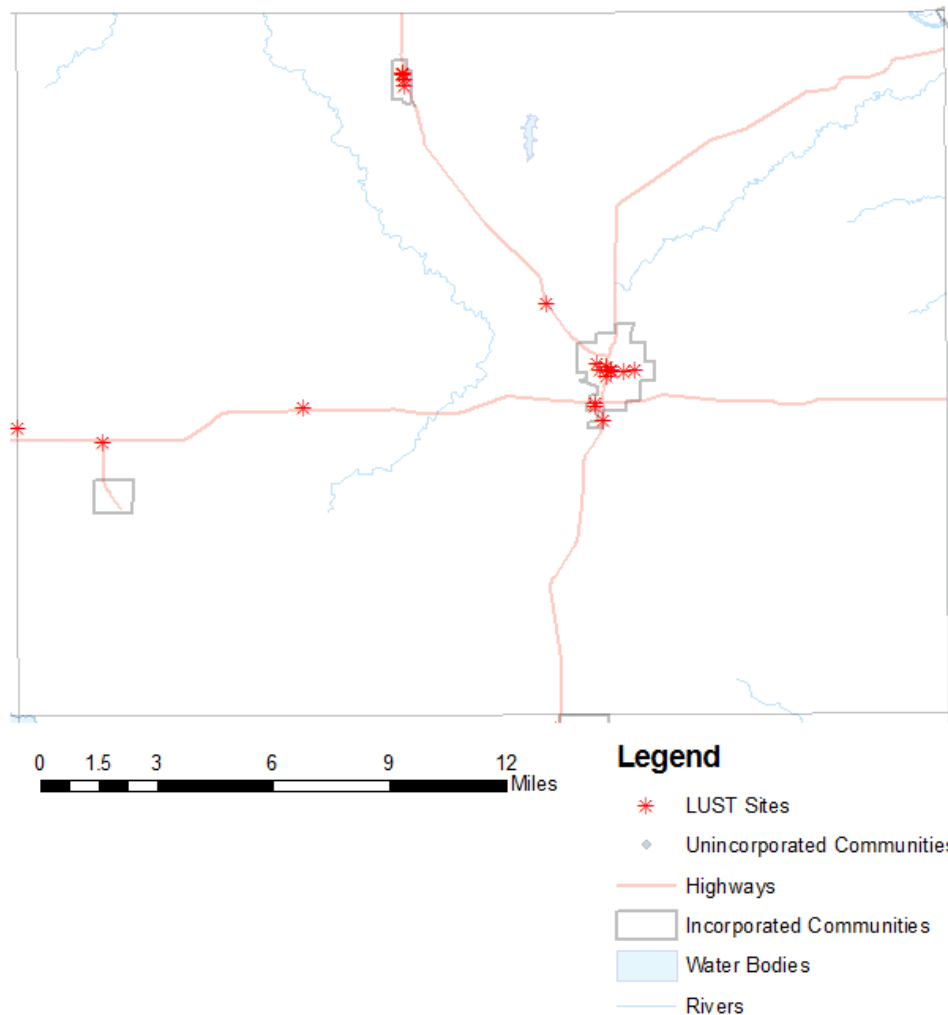 0 1.5 3 6 9 12
Miles
Legend
LUST Sites
Unincorporated Communities
Highways
Incorporated Communities
Water Bodies
Rivers